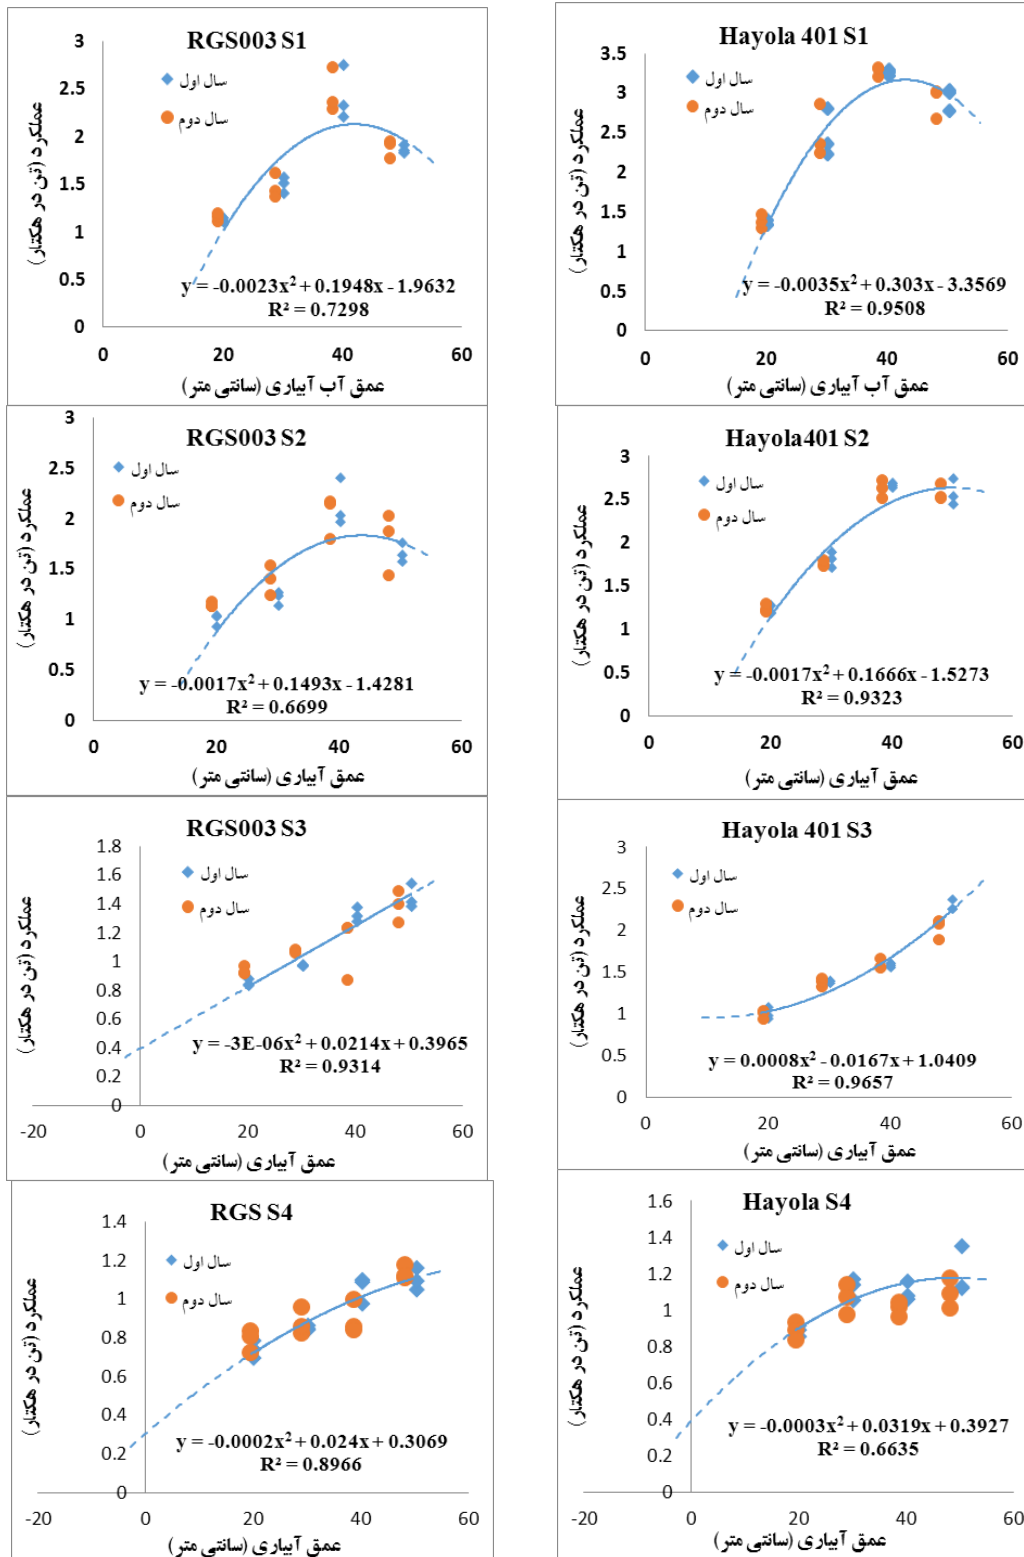 RGS003 S1
سال اول
سال دوم
عملکرد (تن در هکتار)
3
2.5
2
1.5
1
0.5
0
y = -0.0023x² + 0.1948x - 1.9632
R² = 0.7298
0 20 40 60
عمق آب آبیاری (سانتی متر)
Hayola 401 S1
سال اول
سال دوم
عملکرد (تن در هکتار)
3.5
3
2.5
2
1.5
1
0.5
0
y = -0.0035x² + 0.303x - 3.3569
R² = 0.9508
0 20 40 60
عمق آب آبیاری (سانتی متر)
RGS003 S2
سال اول
سال دوم
عملکرد (تن در هکتار)
3
2.5
2
1.5
1
0.5
0
y = -0.0017x² + 0.1493x - 1.4281
R² = 0.6699
0 20 40 60
عمق آبیاری (سانتی متر)
Hayola401 S2
سال اول
سال دوم
عملکرد (تن در هکتار)
3
2.5
2
1.5
1
0.5
0
y = -0.0017x² + 0.1666x - 1.5273
R² = 0.9323
0 20 40 60
عمق آبیاری (سانتی متر)
RGS003 S3
سال اول
سال دوم
عملکرد (تن در هکتار)
1.8
1.6
1.4
1.2
1
0.8
0.6
0.4
0.2
0
y = -3E-06x² + 0.0214x + 0.3965
R² = 0.9314
-20 0 20 40 60
عمق آبیاری (سانتی متر)
Hayola 401 S3
سال اول
سال دوم
عملکرد (تن در هکتار)
3
2.5
2
1.5
1
0.5
0
y = 0.0008x² - 0.0167x + 1.0409
R² = 0.9657
0 20 40 60
عمق آبیاری (سانتی متر)
RGS S4
سال اول
سال دوم
عملکرد (تن در هکتار)
1.4
1.2
1
0.8
0.6
0.4
0.2
0
y = -0.0002x² + 0.024x + 0.3069
R² = 0.8966
-20 0 20 40 60
عمق آبیاری (سانتی متر)
Hayola S4
سال اول
سال دوم
عملکرد (تن در هکتار)
1.6
1.4
1.2
1
0.8
0.6
0.4
0.2
0
y = -0.0003x² + 0.0319x + 0.3927
R² = 0.6635
-20 0 20 40 60
عمق آبیاری (سانتی متر)